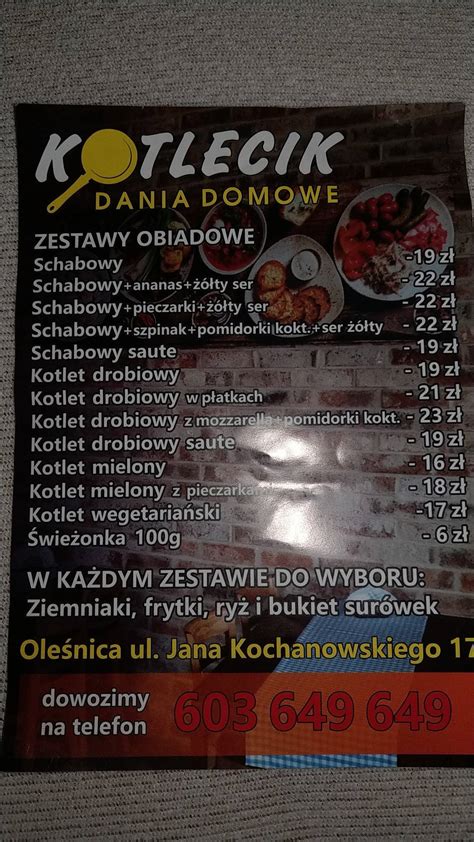 KOTLECIK
DANIA DOMOWE
ZESTAWY OBIADOWE
Schabowy -19 zł
Schabowy+ananas+żółty ser - 22 zł
Schabowy+pieczarki+żółty ser - 22 zł
Schabowy+szpinak+pomidorki kokt.+ser żółty - 22 zł
Schabowy saute - 19 zł
Kotlet drobiowy - 19 zł
Kotlet drobiowy w płatkach - 21 zł
Kotlet drobiowy z mozzarellą+pomidorki kokt. - 23 zł
Kotlet drobiowy saute - 19 zł
Kotlet mielony - 16 zł
Kotlet mielony z - 18 zł
Kotlet wegetariański -17 zł
Świeżonka 100g - 6 zł
W KAŻDYM ZESTAWIE DO WYBORU:
Ziemniaki, frytki, ryż i bukiet surówek
Oleśnica ul. Jana Kochanowskiego 17
dowozimy
na telefon 603 649 649